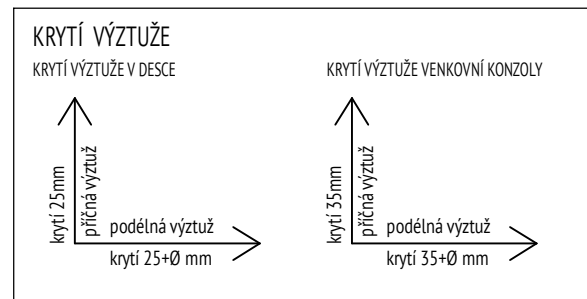 KRYTÍ VÝZTUŽE
KRYTÍ VÝZTUŽE V DESCE
krytí 25mm
příčná výztuž
podélná výztuž
krytí 25+Ø mm
KRYTÍ VÝZTUŽE VENKOVNÍ KONZOLY
krytí 35mm
příčná výztuž
podélná výztuž
krytí 35+Ø mm